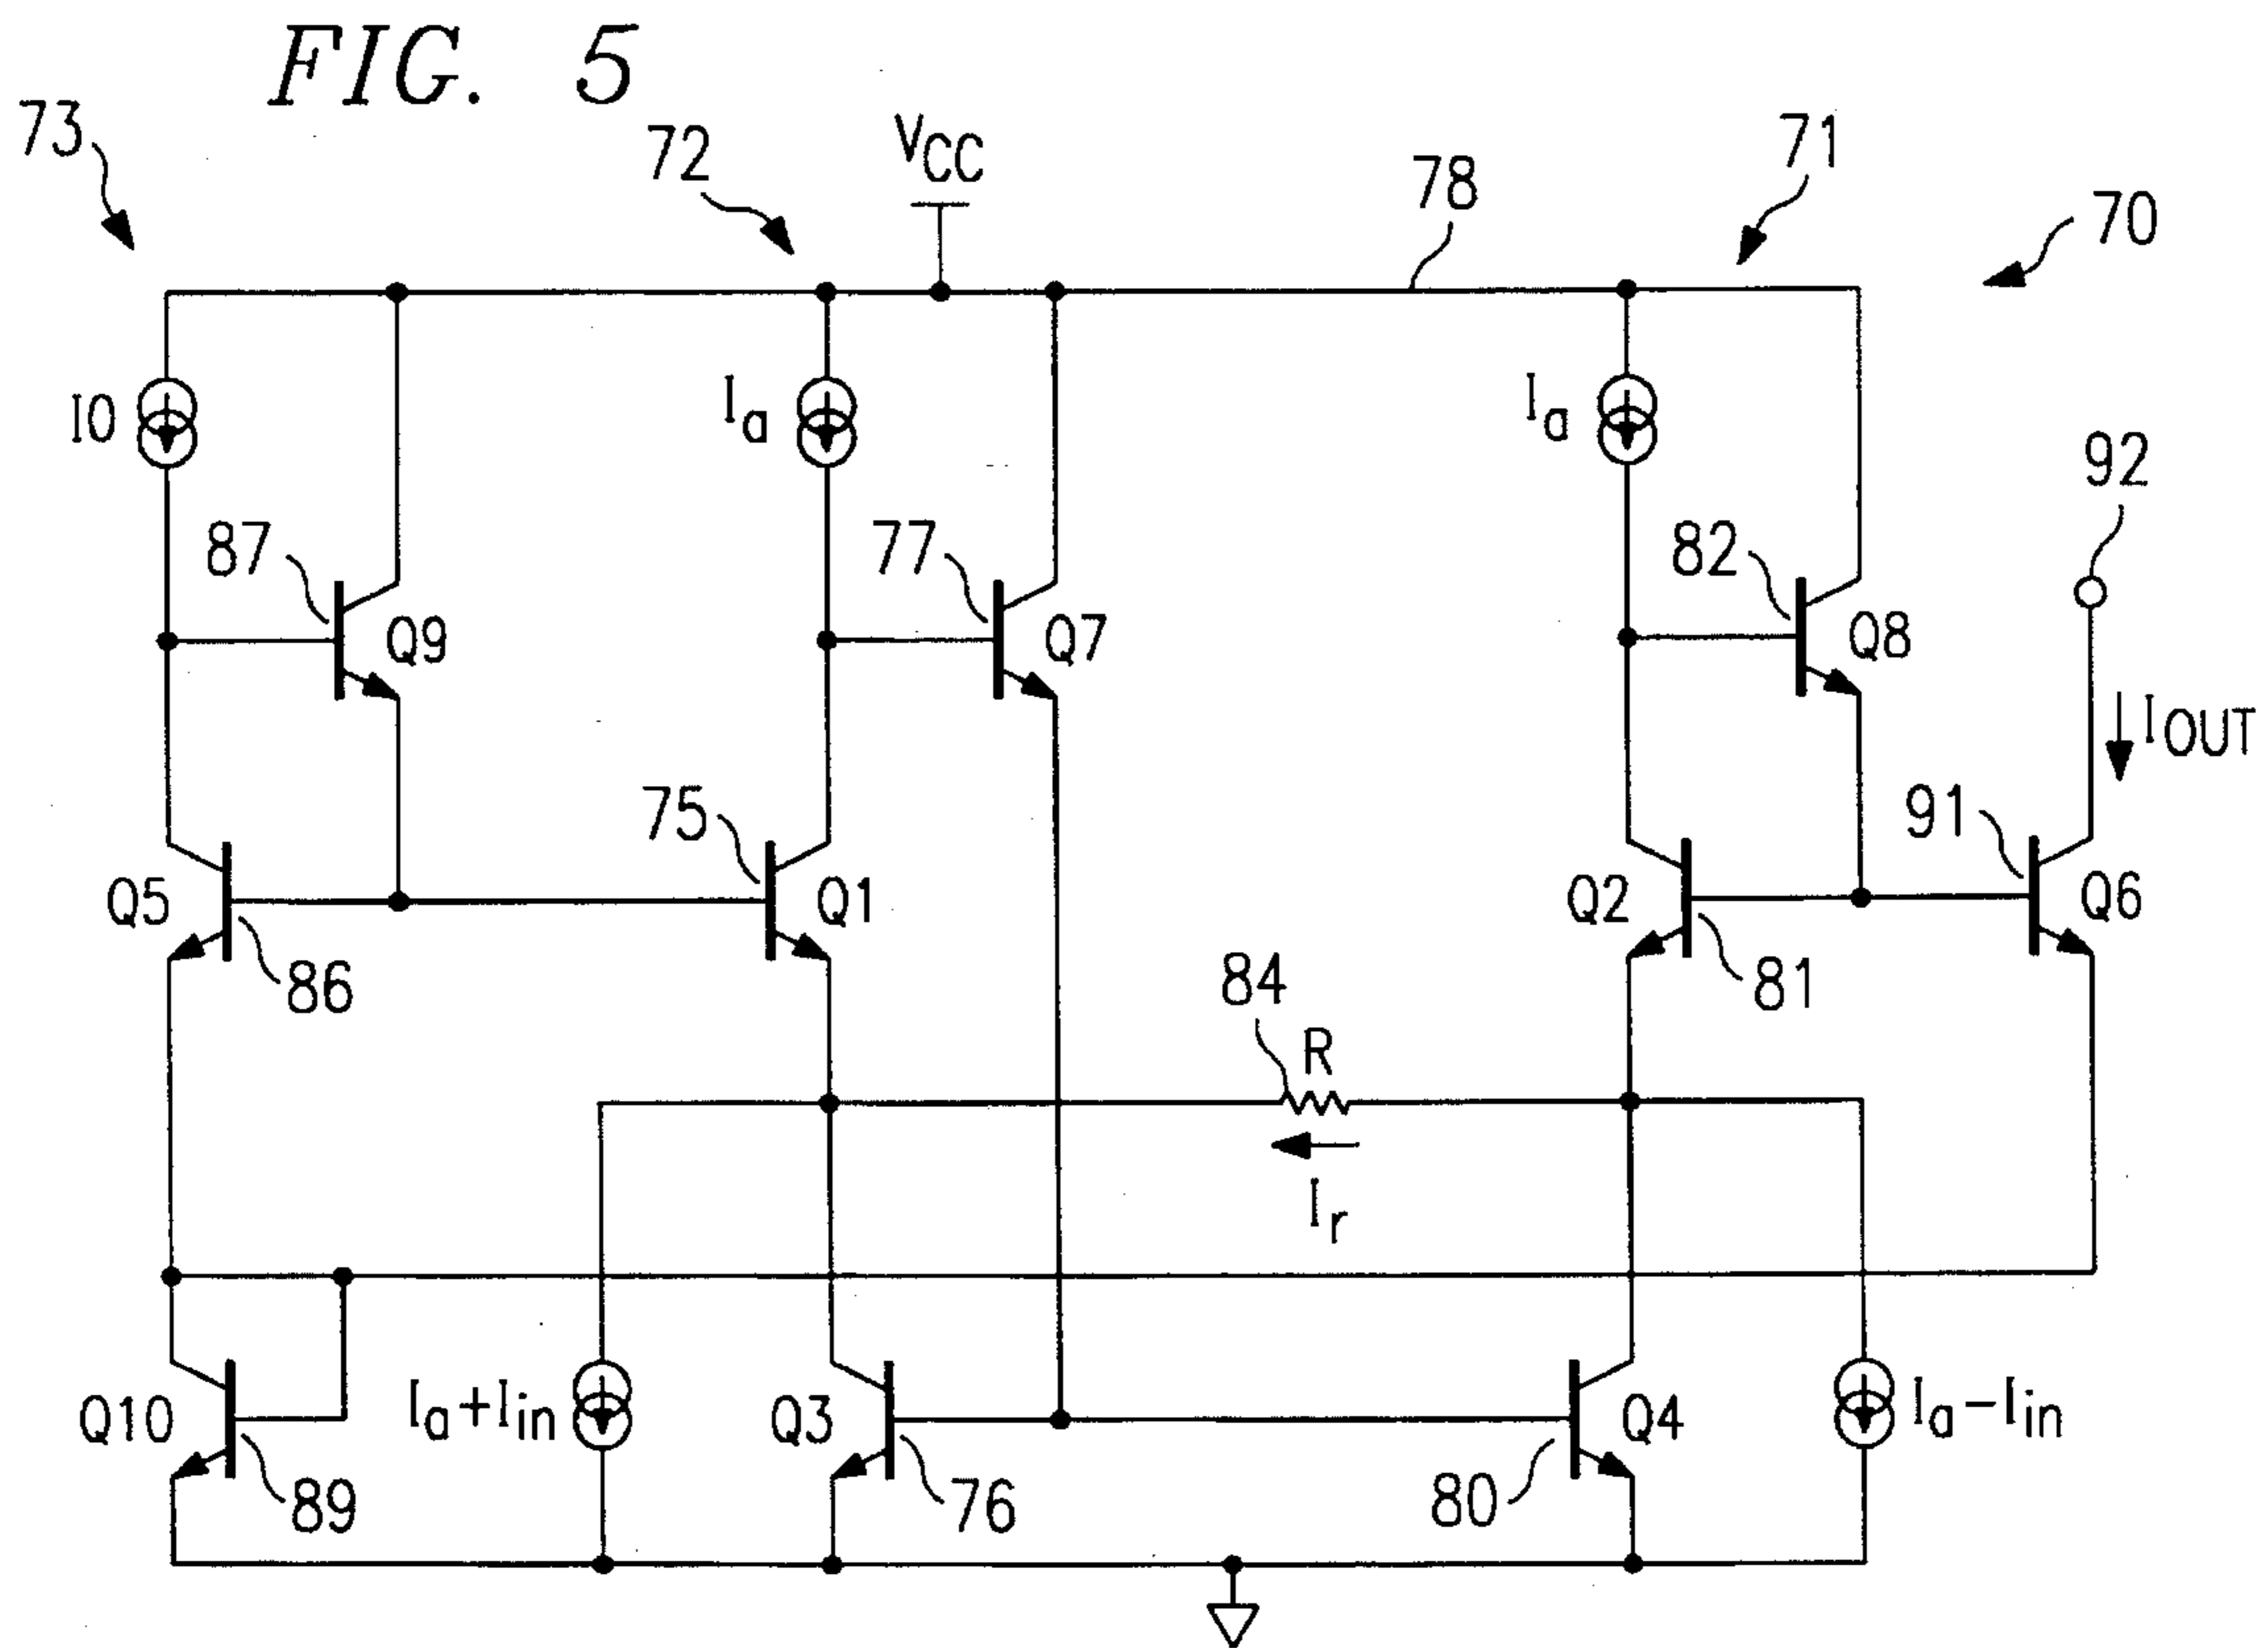 FIG. 5
73
72
VCC
78
71
70
I0
Ia
Ia
92
87
Q9
77
Q7
82
Q8
IOUT
75
91
Q5
Q1
Q2
Q6
86
84
R
81
Ir
Q10
Ia+Iin
Q3
Q4
Ia−Iin
89
76
80